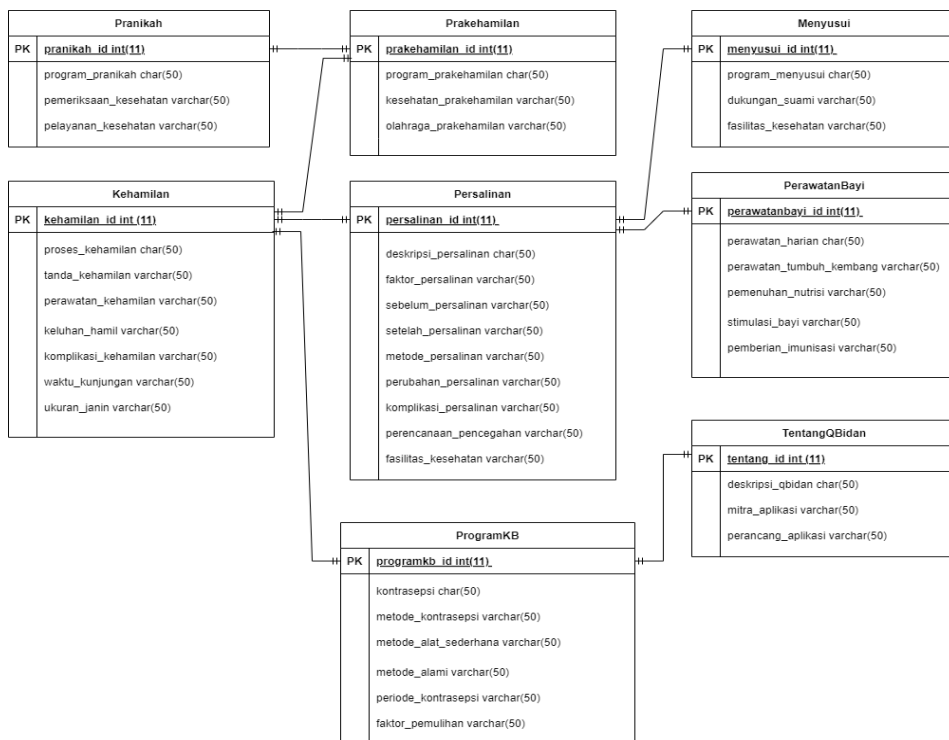 Pranikah
PK pranikah_id int(11)
program_pranikah char(50)
pemeriksaan_kesehatan varchar(50)
pelayanan_kesehatan varchar(50)
Prakehamilan
PK prakehamilan_id int(11)
program_prakehamilan char(50)
kesehatan_prakehamilan varchar(50)
olahraga_prakehamilan varchar(50)
Menyusui
PK menyusui_id int(11)
program_menyusui char(50)
dukungan_suami varchar(50)
fasilitas_kesehatan varchar(50)
Kehamilan
PK kehamilan_id int (11)
proses_kehamilan char(50)
tanda_kehamilan varchar(50)
perawatan_kehamilan varchar(50)
keluhan_hamil varchar(50)
komplikasi_kehamilan varchar(50)
waktu_kunjungan varchar(50)
ukuran_janin varchar(50)
Persalinan
PK persalinan_id int(11)
deskripsi_persalinan char(50)
faktor_persalinan varchar(50)
sebelum_persalinan varchar(50)
setelah_persalinan varchar(50)
metode_persalinan varchar(50)
perubahan_persalinan varchar(50)
komplikasi_persalinan varchar(50)
perencanaan_pencegahan varchar(50)
fasilitas_kesehatan varchar(50)
PerawatanBayi
PK perawatanbayi_id int(11)
perawatan_harian char(50)
perawatan_tumbuh_kembang varchar(50)
pemenuhan_nutrisi varchar(50)
stimulasi_bayi varchar(50)
pemberian_imunisasi varchar(50)
TentangQBidan
PK tentang_id int (11)
deskripsi_qbidan char(50)
mitra_aplikasi varchar(50)
perancang_aplikasi varchar(50)
ProgramKB
PK programkb_id int(11)
kontrasepsi char(50)
metode_kontrasepsi varchar(50)
metode_alat_sederhana varchar(50)
metode_alami varchar(50)
periode_kontrasepsi varchar(50)
faktor_pemulihan varchar(50)